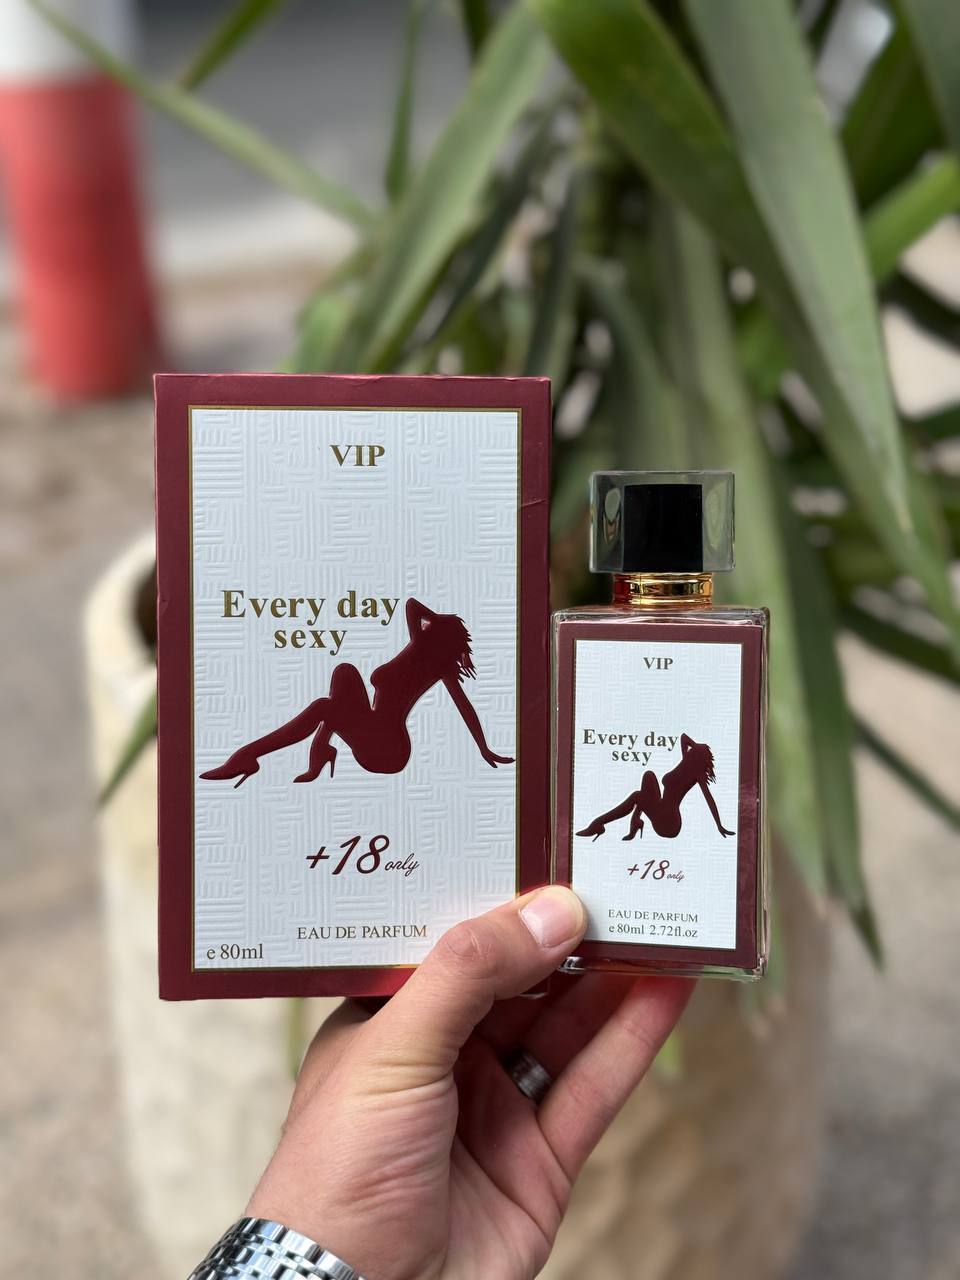 VIP
Every day
sexy
+18 only
EAU DE PARFUM
e 80ml
VIP
Every day
sexy
+18 only
EAU DE PARFUM
e 80ml 2.72fl.oz